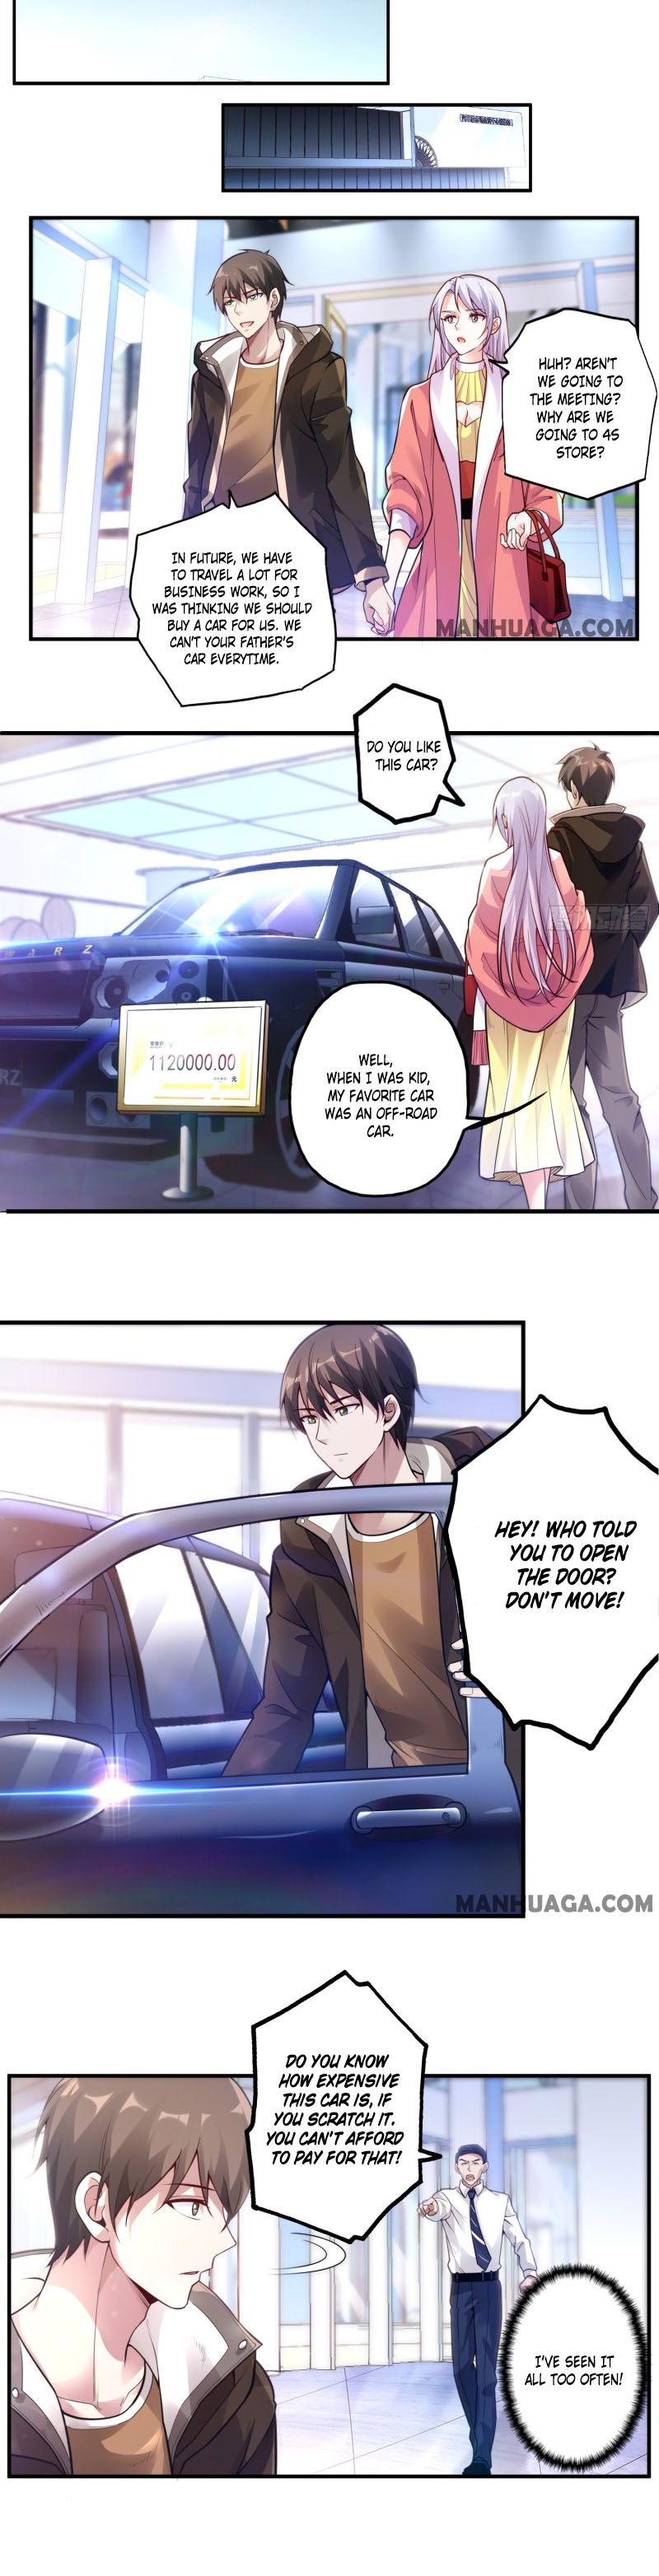 HUH? AREN'T
WE GOING TO
THE MEETING?
WHY ARE WE
GOING TO 4S
STORE?
IN FUTURE, WE HAVE
TO TRAVEL A LOT FOR
BUSINESS WORK, SO I
WAS THINKING WE SHOULD
BUY A CAR FOR US. WE
CAN'T YOUR FATHER'S
CAR EVERYTIME.
MANHUAGA.COM
DO YOU LIKE
THIS CAR?
WARZ
1120000.00
元
RZ
WELL,
WHEN I WAS KID,
MY FAVORITE CAR
WAS AN OFF-ROAD
CAR.
HEY! WHO TOLD
YOU TO OPEN
THE DOOR?
DON'T MOVE!
MANHUAGA.COM
DO YOU KNOW
HOW EXPENSIVE
THIS CAR IS, IF
YOU SCRATCH IT.
YOU CAN'T AFFORD
TO PAY FOR THAT!
I'VE SEEN IT
ALL TOO OFTEN!